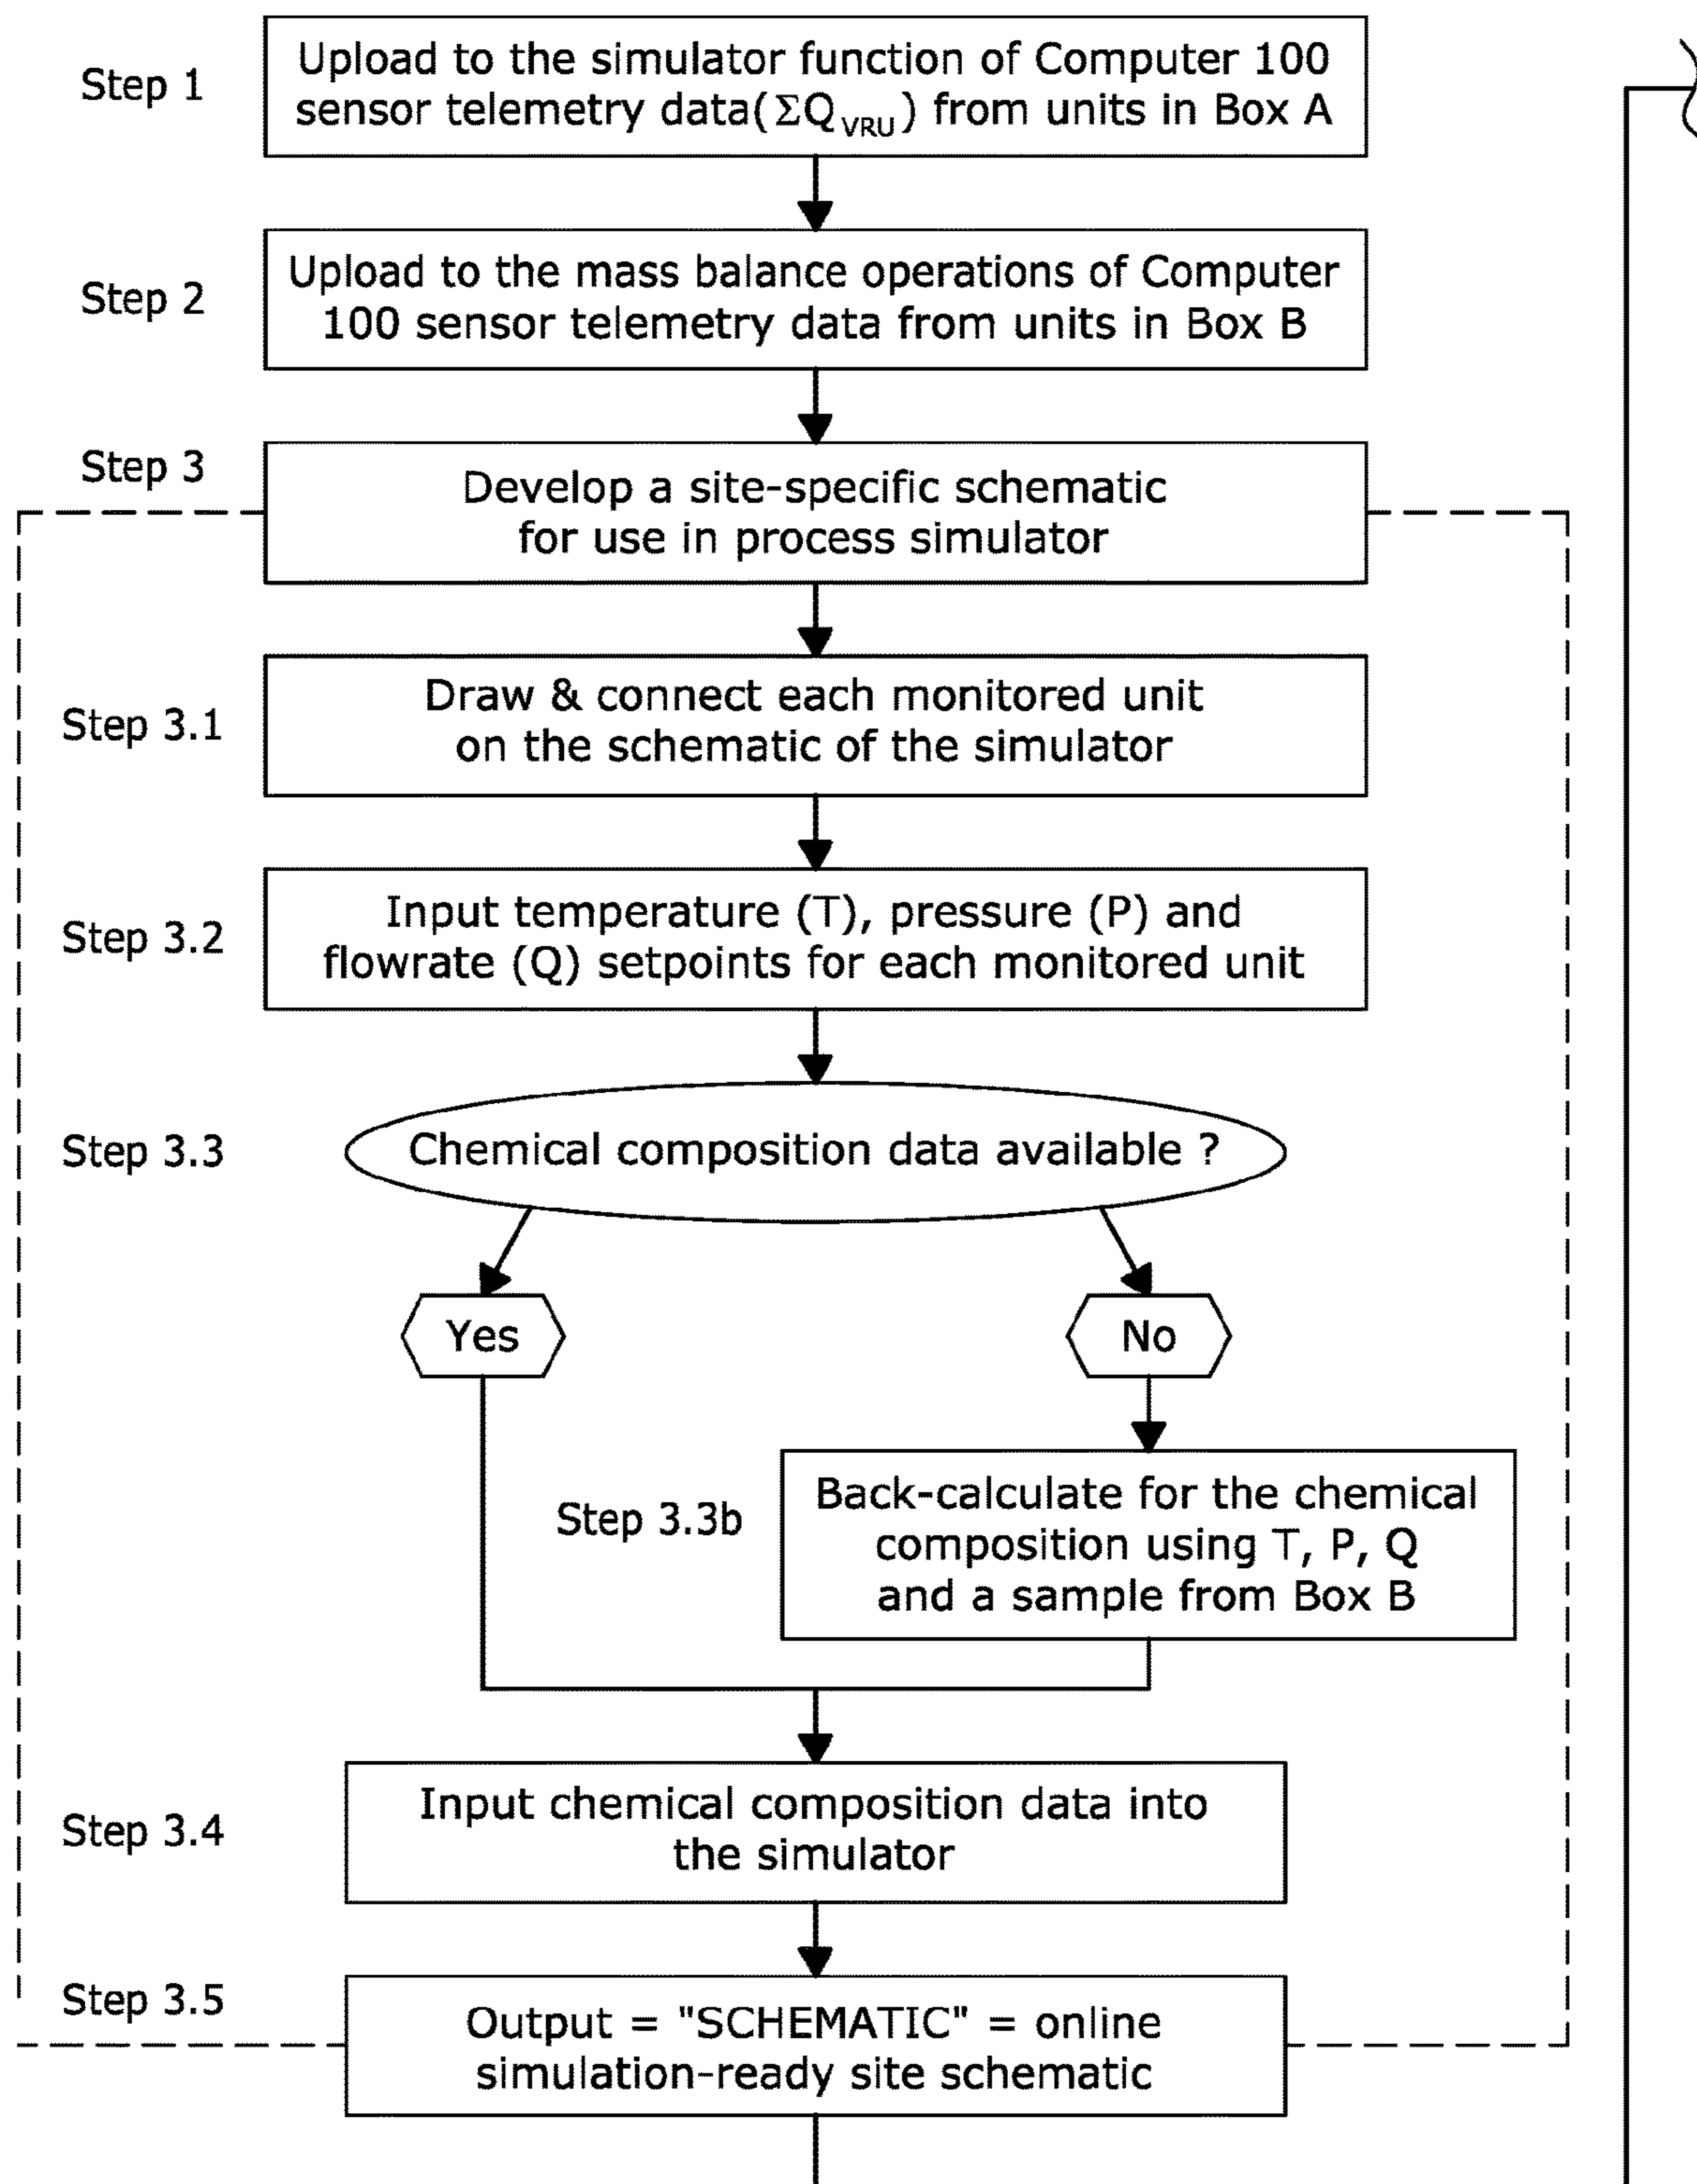 Step 1
Upload to the simulator function of Computer 100
sensor telemetry data(ΣQVRU) from units in Box A
Step 2
Upload to the mass balance operations of Computer
100 sensor telemetry data from units in Box B
Step 3
Develop a site-specific schematic
for use in process simulator
Step 3.1
Draw & connect each monitored unit
on the schematic of the simulator
Step 3.2
Input temperature (T), pressure (P) and
flowrate (Q) setpoints for each monitored unit
Step 3.3
Chemical composition data available ?
Yes
No
Step 3.3b
Back-calculate for the chemical
composition using T, P, Q
and a sample from Box B
Step 3.4
Input chemical composition data into
the simulator
Step 3.5
Output = "SCHEMATIC" = online
simulation-ready site schematic